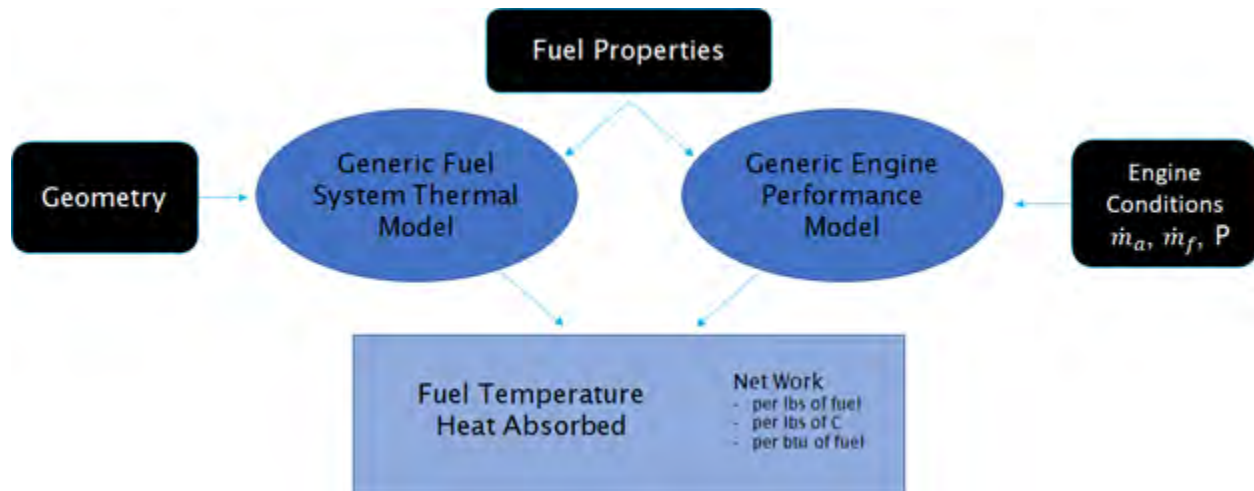 Fuel Properties
Geometry
Generic Fuel
System Thermal
Model
Generic Engine
Performance
Model
Engine
Conditions
ṁₐ, ṁ_f, P
Fuel Temperature
Heat Absorbed
Net Work
- per lbs of fuel
- per lbs of C
- per btu of fuel